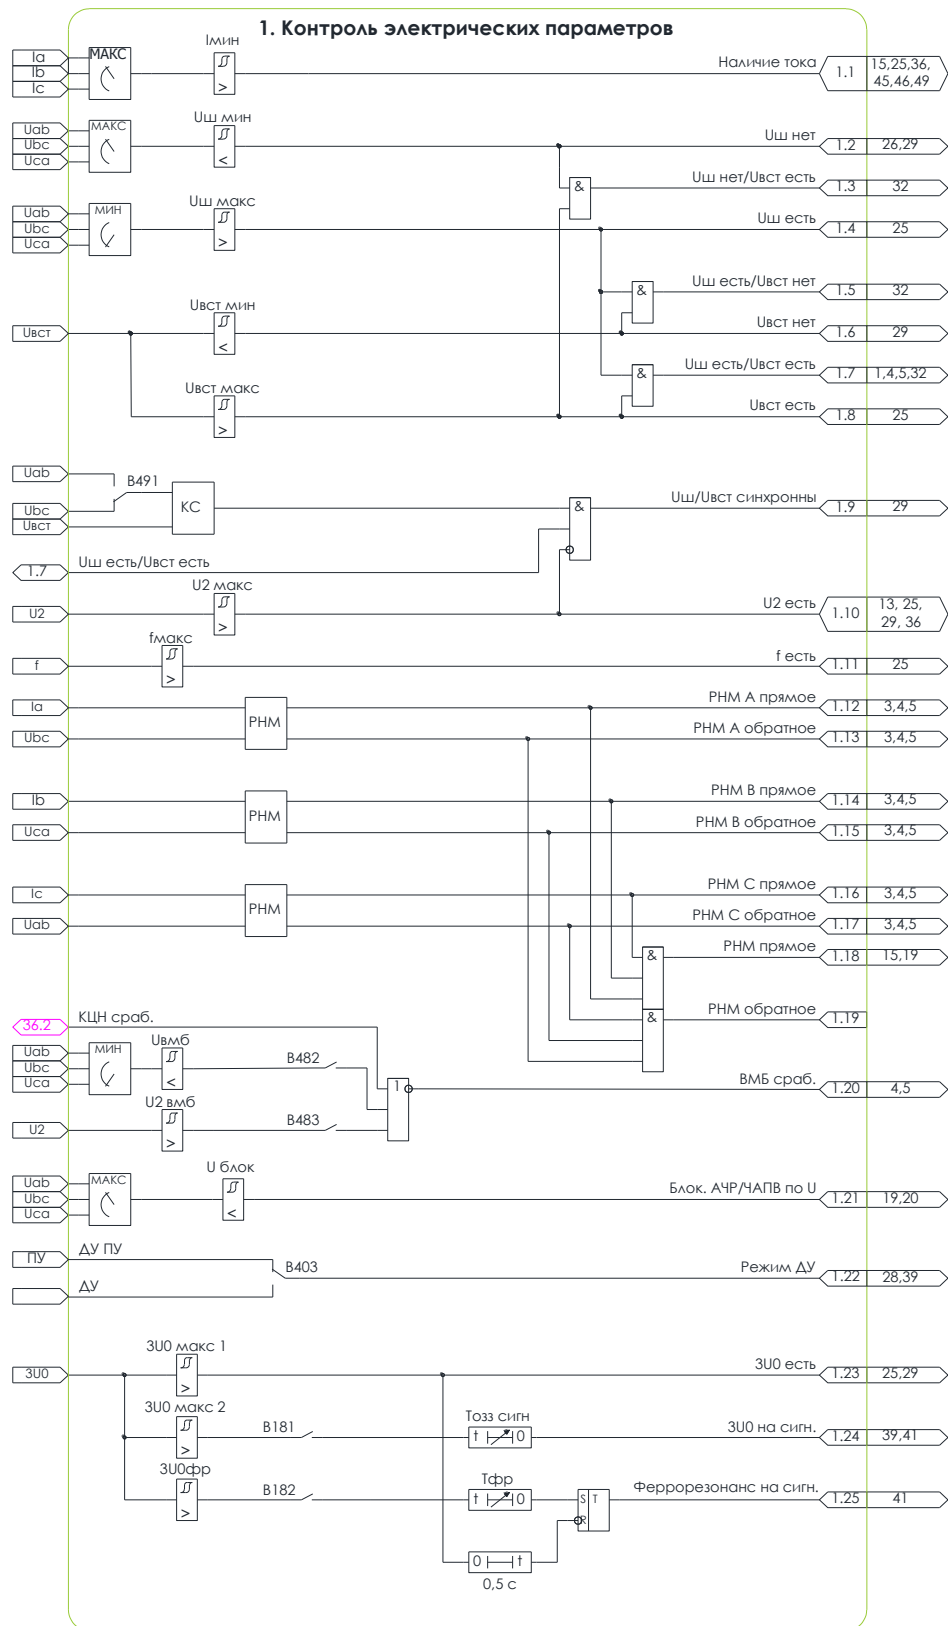 1. Контроль электрических параметров
Ia
Ib
Ic
МАКС
Iмин
>
Наличие тока
1.1
15,25,36,
45,46,49
Uab
Ubc
Uca
МАКС
Uш мин
<
Uш нет
1.2
26,29
&
Uш нет/Uвст есть
1.3
32
Uab
Ubc
Uca
МИН
Uш макс
>
Uш есть
1.4
25
&
Uш есть/Uвст нет
1.5
32
Uвст
Uвст мин
<
Uвст нет
1.6
29
&
Uш есть/Uвст есть
1.7
1,4,5,32
Uвст макс
>
Uвст есть
1.8
25
Uab
Ubc
Uвст
B491
КС
&
Uш/Uвст синхронны
1.9
29
1.7
Uш есть/Uвст есть
U2
U2 макс
>
U2 есть
1.10
13, 25,
29, 36
f
fмакс
>
f есть
1.11
25
Ia
Ubc
РНМ
РНМ А прямое
1.12
3,4,5
РНМ А обратное
1.13
3,4,5
Ib
Uca
РНМ
РНМ В прямое
1.14
3,4,5
РНМ В обратное
1.15
3,4,5
Ic
Uab
РНМ
РНМ С прямое
1.16
3,4,5
РНМ С обратное
1.17
3,4,5
&
РНМ прямое
1.18
15,19
&
РНМ обратное
1.19
36.2
КЦН сраб.
Uab
Ubc
Uca
МИН
Uвмб
<
B482
U2
U2 вмб
>
B483
1
ВМБ сраб.
1.20
4,5
Uab
Ubc
Uca
МАКС
U блок
<
Блок. АЧР/ЧАПВ по U
1.21
19,20
ПУ
ДУ ПУ
ДУ
B403
Режим ДУ
1.22
28,39
3U0
3U0 макс 1
>
3U0 есть
1.23
25,29
3U0 макс 2
>
B181
Тозз сигн
t
0
3U0 на сигн.
1.24
39,41
3U0фр
>
B182
Тфр
t
0
S T
R
Феррорезонанс на сигн.
1.25
41
0
t
0,5 с